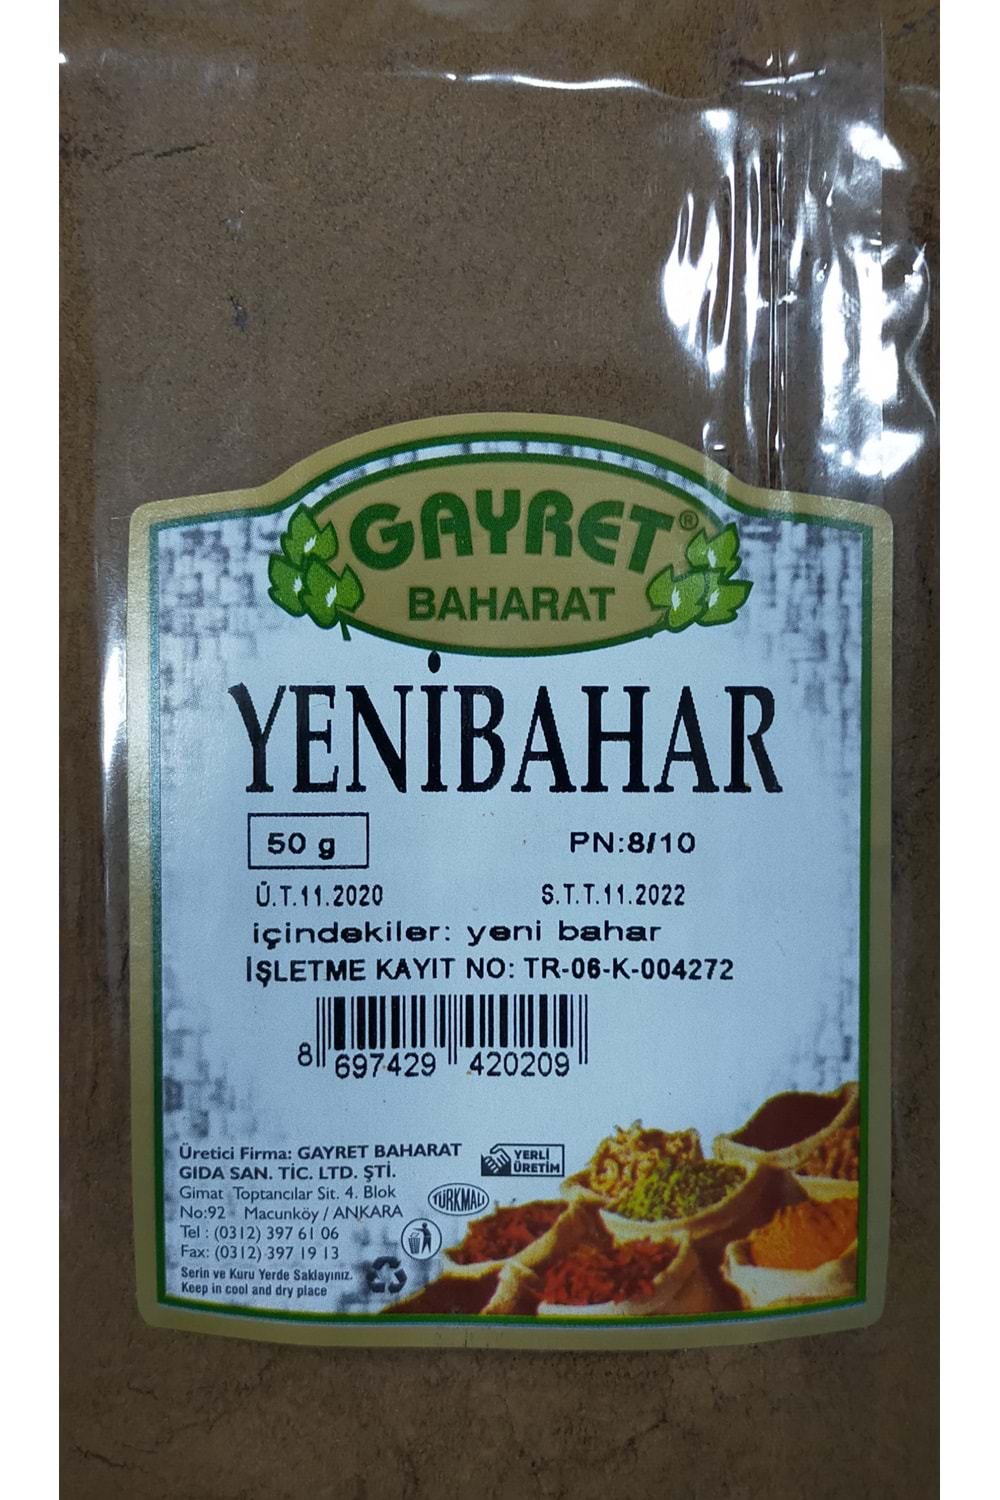 GAYRET®
BAHARAT
YENİBAHAR
50 g PN:8/10
Ü.T.11.2020 S.T.T.11.2022
içindekiler: yeni bahar
İŞLETME KAYIT NO: TR-06-K-004272
8 697429 420209
Üretici Firma: GAYRET BAHARAT
GIDA SAN. TİC. LTD. ŞTİ.
Gimat Toptancılar Sit. 4. Blok
No:92 - Macunköy / ANKARA
Tel : (0312) 397 61 06
Fax: (0312) 397 19 13
Serin ve Kuru Yerde Saklayınız.
Keep in cool and dry place
YERLİ
ÜRETİM
TÜRKMALI